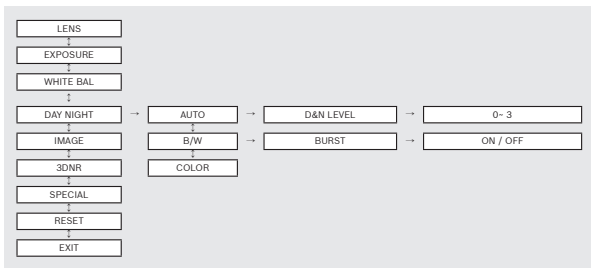 LENS
EXPOSURE
WHITE BAL
DAY NIGHT → AUTO → D&N LEVEL → 0~ 3
IMAGE B/W → BURST → ON / OFF
3DNR COLOR
SPECIAL
RESET
EXIT